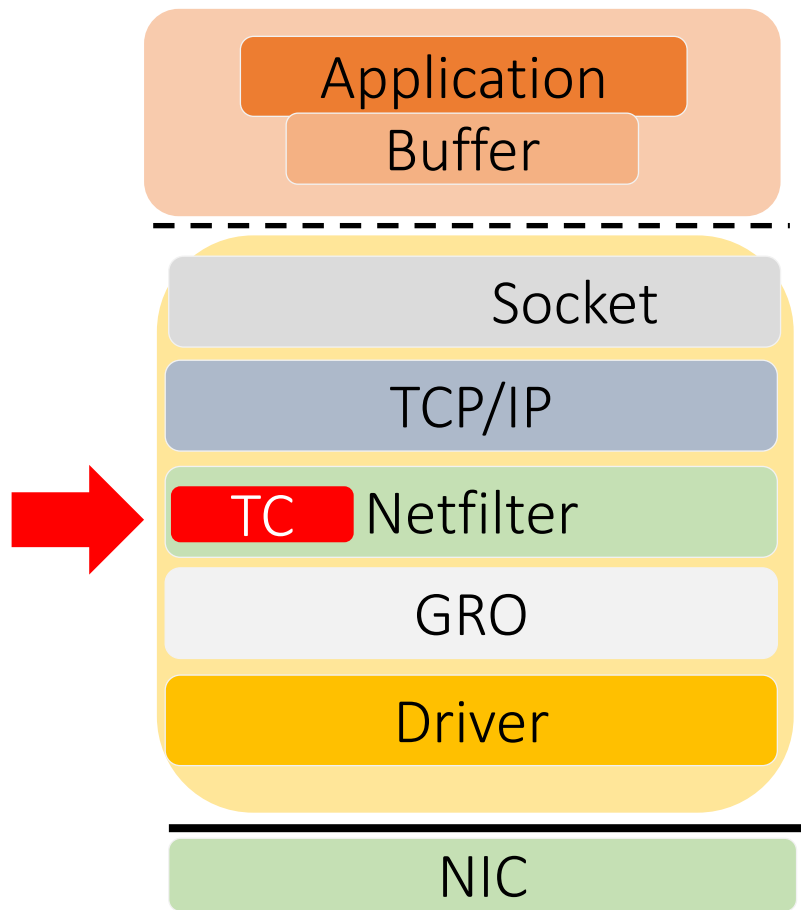 Application
Buffer
Socket
TCP/IP
TC Netfilter
GRO
Driver
NIC